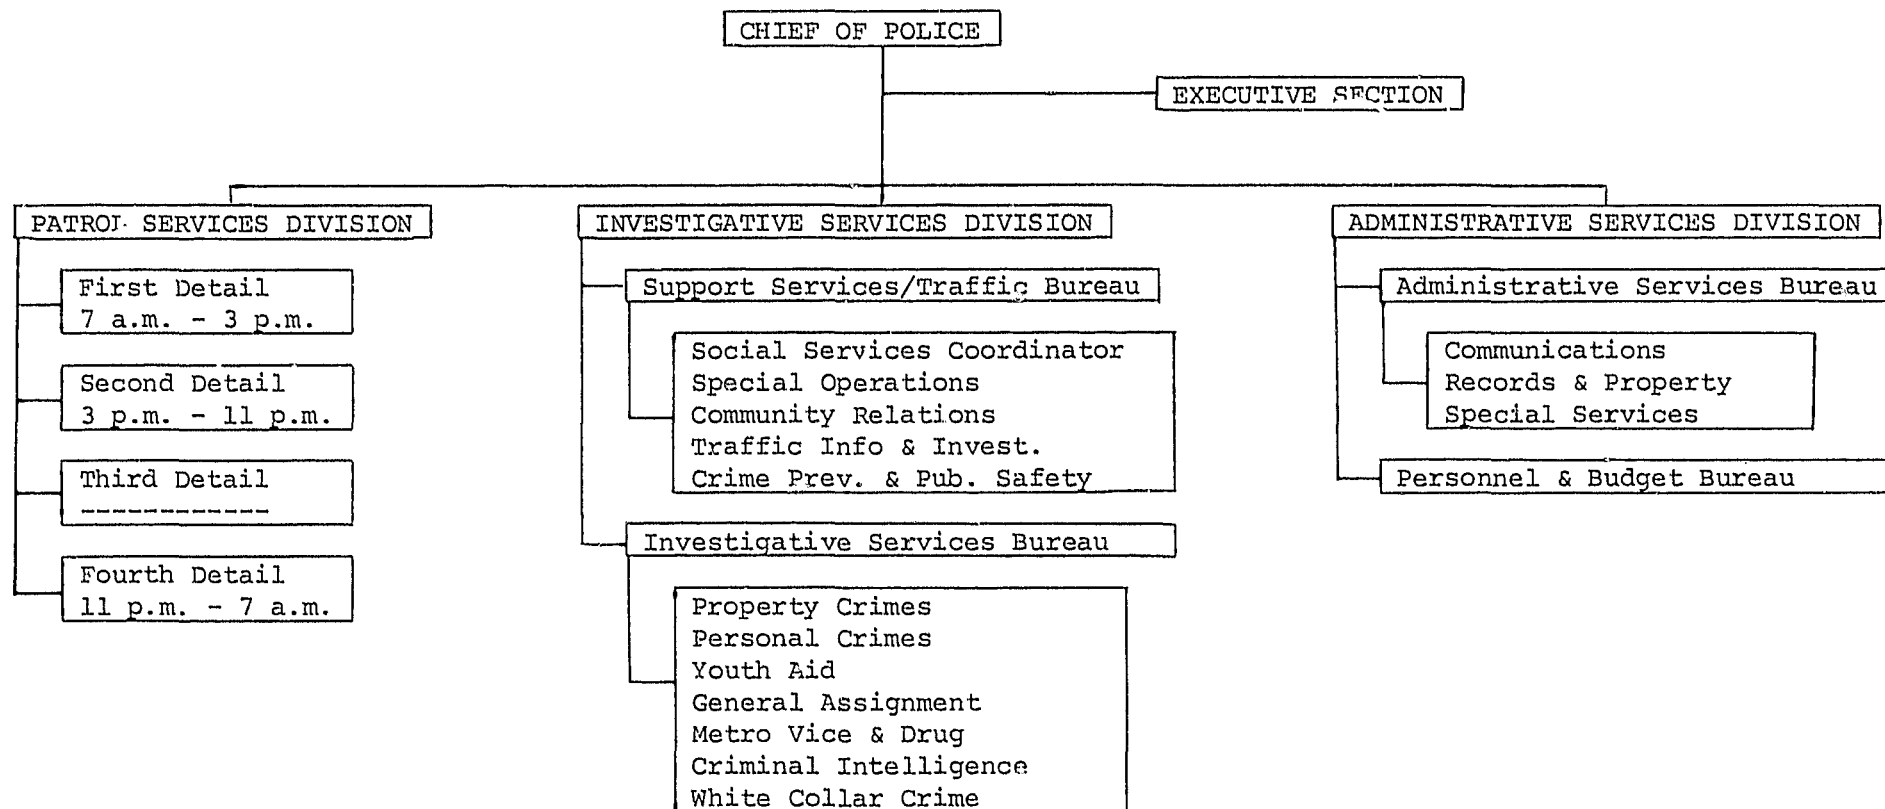 CHIEF OF POLICE
EXECUTIVE SECTION
PATROL SERVICES DIVISION
First Detail
7 a.m. - 3 p.m.
Second Detail
3 p.m. - 11 p.m.
Third Detail
------------
Fourth Detail
11 p.m. - 7 a.m.
INVESTIGATIVE SERVICES DIVISION
Support Services/Traffic Bureau
Social Services Coordinator
Special Operations
Community Relations
Traffic Info & Invest.
Crime Prev. & Pub. Safety
Investigative Services Bureau
Property Crimes
Personal Crimes
Youth Aid
General Assignment
Metro Vice & Drug
Criminal Intelligence
White Collar Crime
ADMINISTRATIVE SERVICES DIVISION
Administrative Services Bureau
Communications
Records & Property
Special Services
Personnel & Budget Bureau